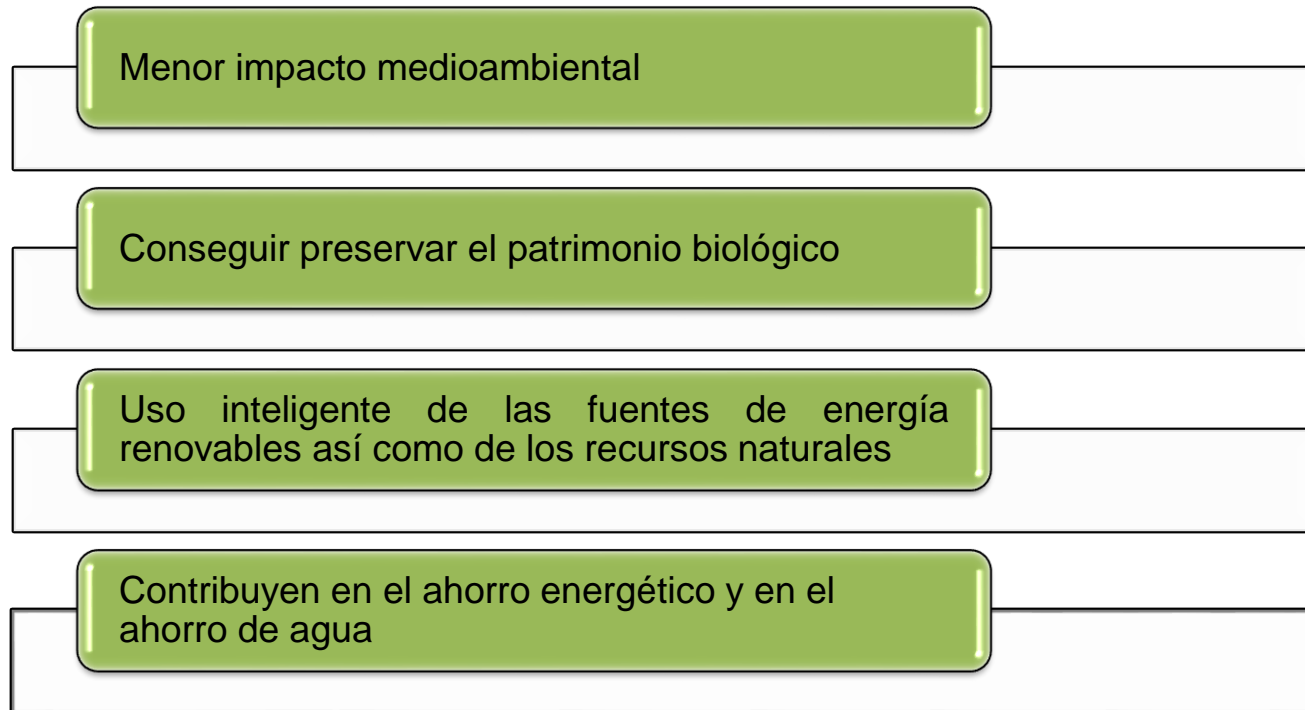 Menor impacto medioambiental
Conseguir preservar el patrimonio biológico
Uso inteligente de las fuentes de energía
renovables así como de los recursos naturales
Contribuyen en el ahorro energético y en el
ahorro de agua